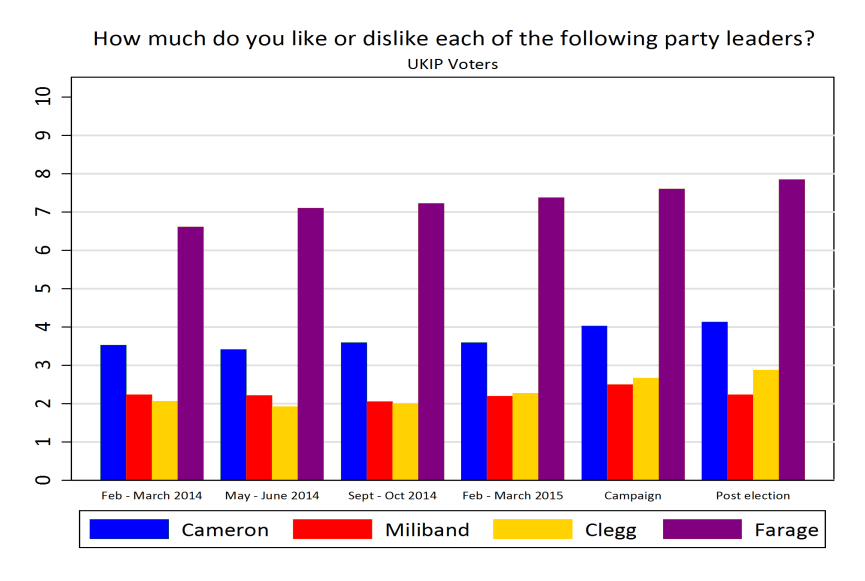 How much do you like or dislike each of the following party leaders?
UKIP Voters
10
9
8
7
6
5
4
3
2
1
0
Feb - March 2014 May - June 2014 Sept - Oct 2014 Feb - March 2015 Campaign Post election
Cameron Miliband Clegg Farage